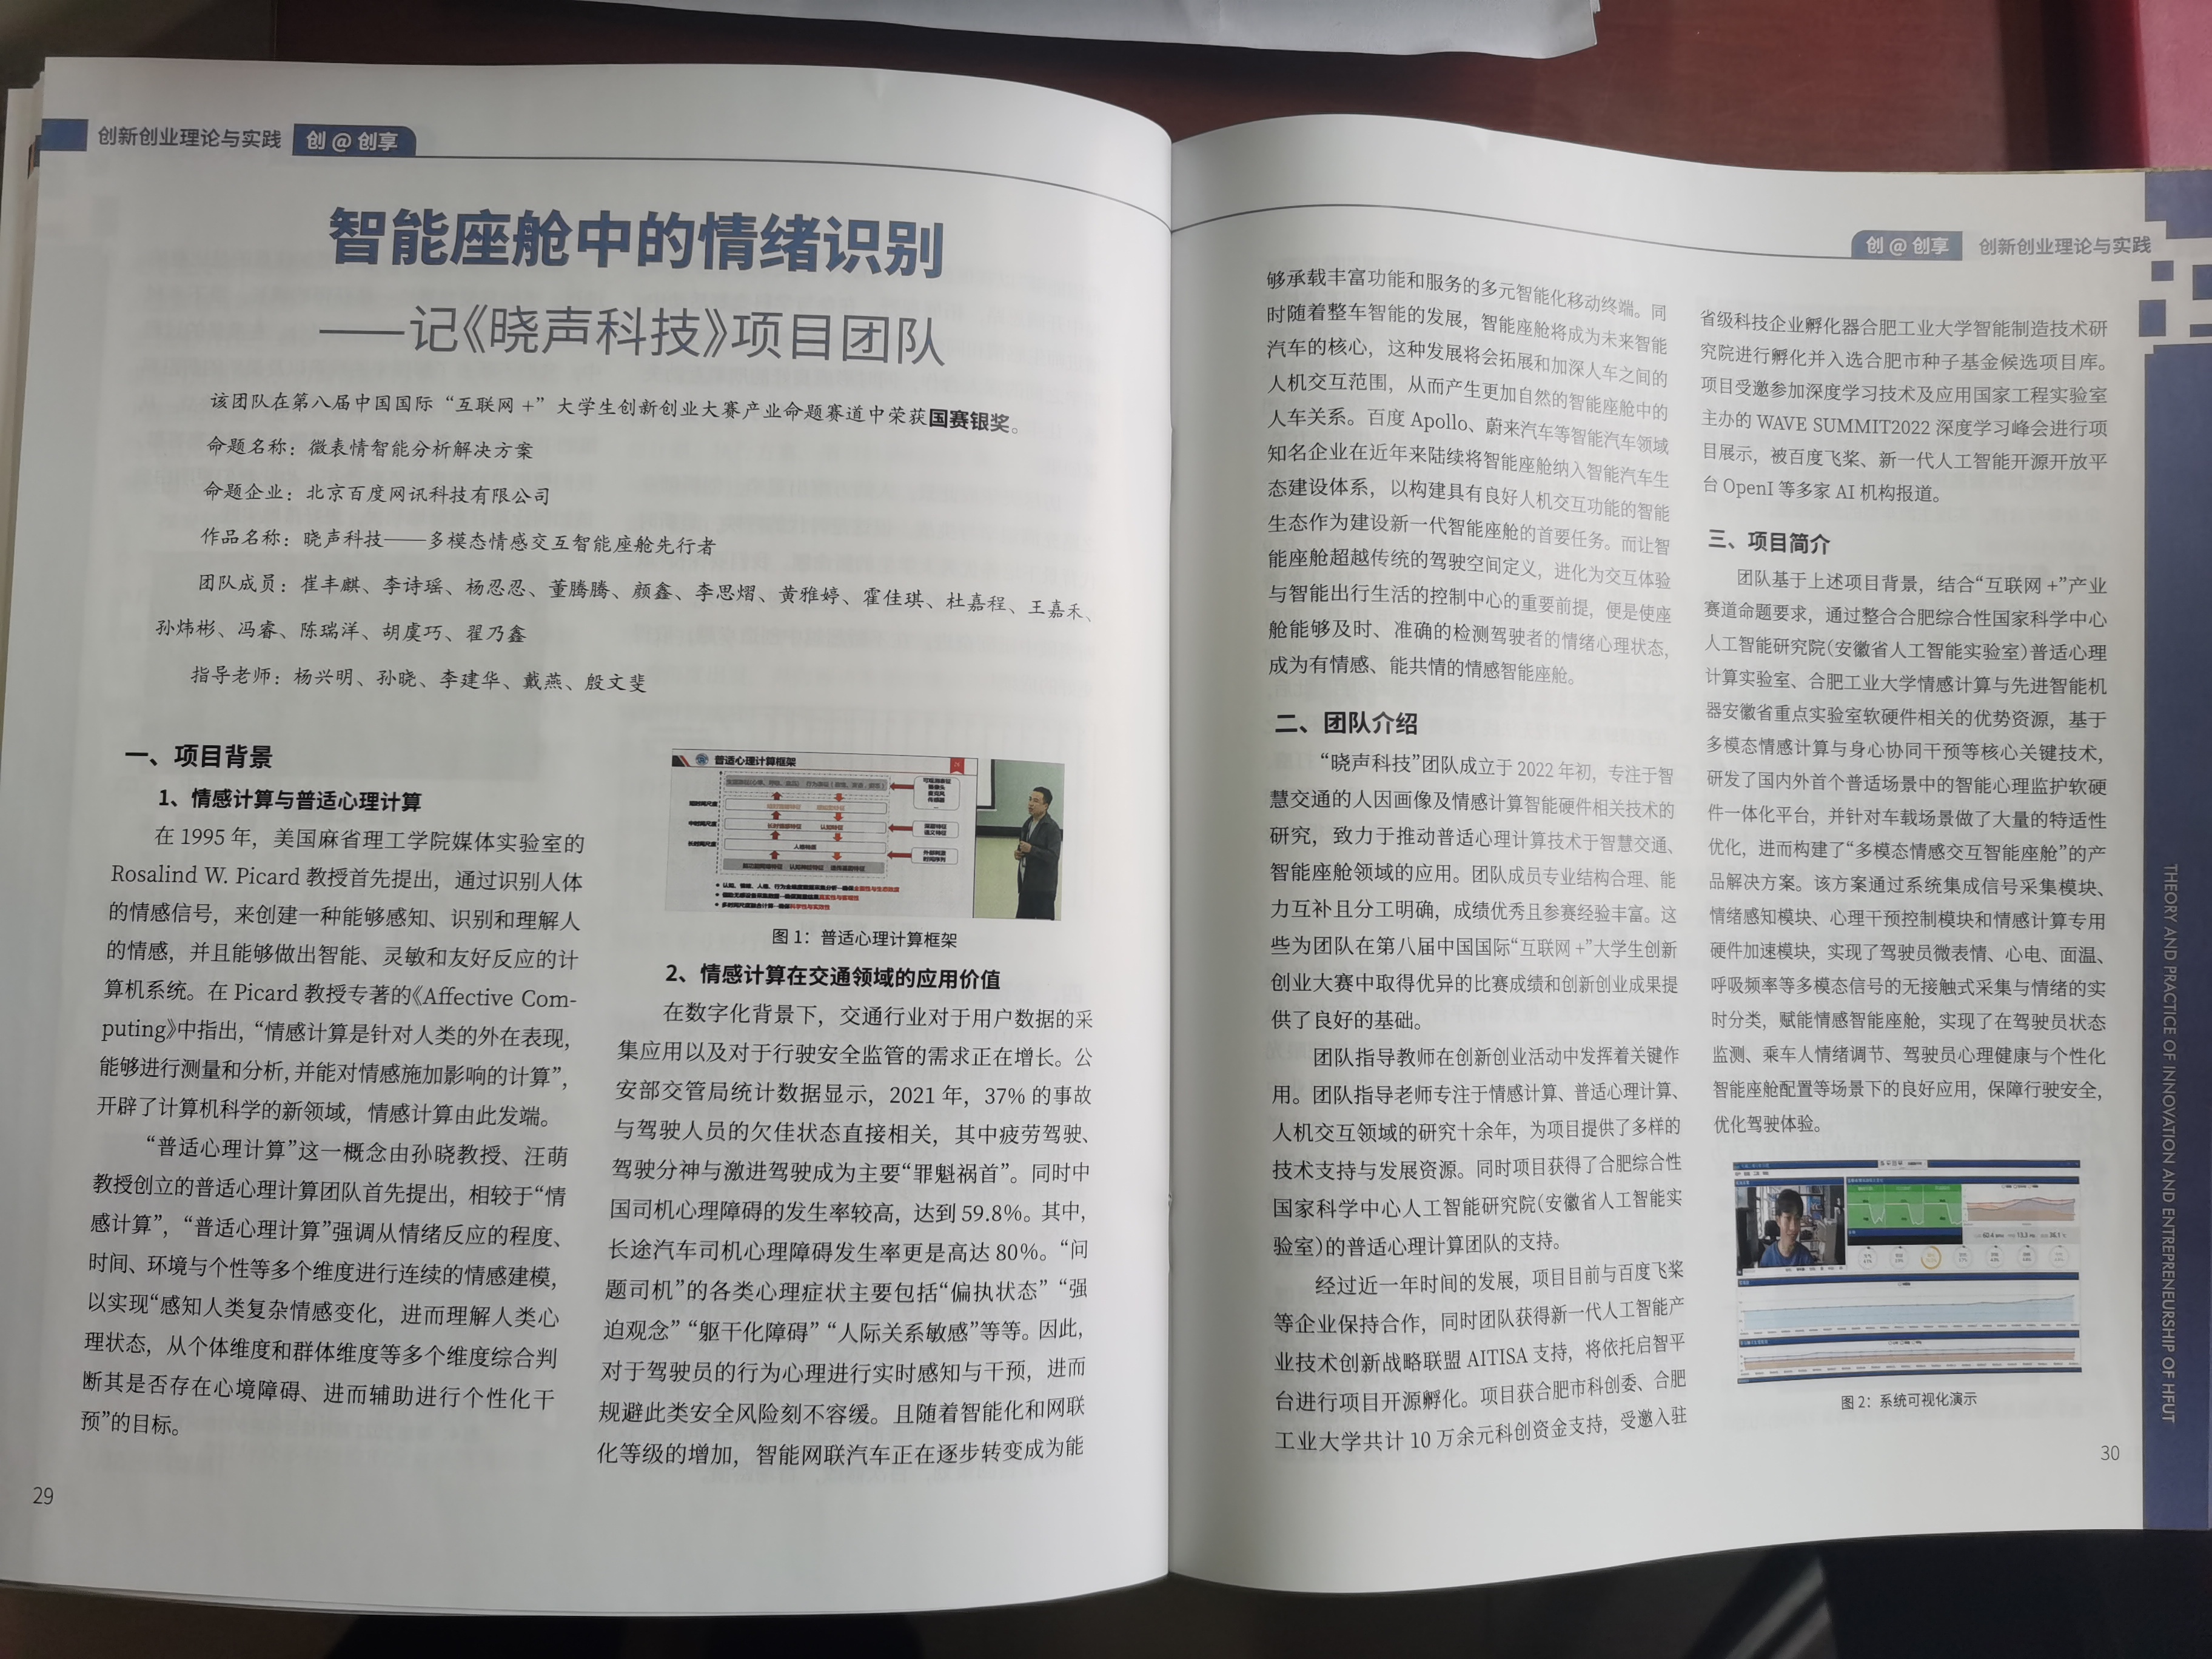 创新创业理论与实践 创@创享
智能座舱中的情绪识别
——记《晓声科技》项目团队
该团队在第八届中国国际“互联网+”大学生创新创业大赛产业命题赛道中荣获国赛银奖。
命题名称：微表情智能分析解决方案
命题企业：北京百度网讯科技有限公司
作品名称：晓声科技——多模态情感交互智能座舱先行者
团队成员：崔丰麒、李诗瑶、杨忍忍、董腾腾、颜鑫、李思熠、黄雅婷、霍佳琪、杜嘉程、王嘉禾、
孙炜彬、冯睿、陈瑞洋、胡虞巧、翟乃鑫
指导老师：杨兴明、孙晓、李建华、戴燕、殷文斐
一、项目背景
1、情感计算与普适心理计算
在 1995 年，美国麻省理工学院媒体实验室的
Rosalind W. Picard 教授首先提出，通过识别人体
的情感信号，来创建一种能够感知、识别和理解人
的情感，并且能够做出智能、灵敏和友好反应的计
算机系统。在 Picard 教授专著的《Affective Com-
puting》中指出，“情感计算是针对人类的外在表现，
能够进行测量和分析，并能对情感施加影响的计算”，
开辟了计算机科学的新领域，情感计算由此发端。
“普适心理计算”这一概念由孙晓教授、汪萌
教授创立的普适心理计算团队首先提出，相较于“情
感计算”，“普适心理计算”强调从情绪反应的程度、
时间、环境与个性等多个维度进行连续的情感建模，
以实现“感知人类复杂情感变化，进而理解人类心
理状态，从个体维度和群体维度等多个维度综合判
断其是否存在心境障碍、进而辅助进行个性化干
预”的目标。
29
普适心理计算框架
短时间尺度
中时间尺度
长时间尺度
人格特质
图 1：普适心理计算框架
2、情感计算在交通领域的应用价值
在数字化背景下，交通行业对于用户数据的采
集应用以及对于行驶安全监管的需求正在增长。公
安部交管局统计数据显示，2021 年，37% 的事故
与驾驶人员的欠佳状态直接相关，其中疲劳驾驶、
驾驶分神与激进驾驶成为主要“罪魁祸首”。同时中
国司机心理障碍的发生率较高，达到 59.8%。其中，
长途汽车司机心理障碍发生率更是高达 80%。“问
题司机”的各类心理症状主要包括“偏执状态”“强
迫观念”“躯干化障碍”“人际关系敏感”等等。因此，
对于驾驶员的行为心理进行实时感知与干预，进而
规避此类安全风险刻不容缓。且随着智能化和网联
化等级的增加，智能网联汽车正在逐步转变成为能
创@创享 创新创业理论与实践
够承载丰富功能和服务的多元智能化移动终端。同
时随着整车智能的发展，智能座舱将成为未来智能
汽车的核心，这种发展将会拓展和加深人车之间的
人机交互范围，从而产生更加自然的智能座舱中的
人车关系。百度 Apollo、蔚来汽车等智能汽车领域
知名企业在近年来陆续将智能座舱纳入智能汽车生
态建设体系，以构建具有良好人机交互功能的智能
生态作为建设新一代智能座舱的首要任务。而让智
能座舱超越传统的驾驶空间定义，进化为交互体验
与智能出行生活的控制中心的重要前提，便是使座
舱能够及时、准确的检测驾驶者的情绪心理状态，
成为有情感、能共情的情感智能座舱。
二、团队介绍
“晓声科技”团队成立于 2022 年初，专注于智
慧交通的人因画像及情感计算智能硬件相关技术的
研究，致力于推动普适心理计算技术于智慧交通、
智能座舱领域的应用。团队成员专业结构合理、能
力互补且分工明确，成绩优秀且参赛经验丰富。这
些为团队在第八届中国国际“互联网+”大学生创新
创业大赛中取得优异的比赛成绩和创新创业成果提
供了良好的基础。
团队指导教师在创新创业活动中发挥着关键作
用。团队指导老师专注于情感计算、普适心理计算、
人机交互领域的研究十余年，为项目提供了多样的
技术支持与发展资源。同时项目获得了合肥综合性
国家科学中心人工智能研究院（安徽省人工智能实
验室）的普适心理计算团队的支持。
经过近一年时间的发展，项目目前与百度飞桨
等企业保持合作，同时团队获得新一代人工智能产
业技术创新战略联盟 AITISA 支持，将依托启智平
台进行项目开源孵化。项目获合肥市科创委、合肥
工业大学共计 10 万余元科创资金支持，受邀入驻
省级科技企业孵化器合肥工业大学智能制造技术研
究院进行孵化并入选合肥市种子基金候选项目库。
项目受邀参加深度学习技术及应用国家工程实验室
主办的 WAVE SUMMIT2022 深度学习峰会进行项
目展示，被百度飞桨、新一代人工智能开源开放平
台 OpenI 等多家 AI 机构报道。
三、项目简介
团队基于上述项目背景，结合“互联网+”产业
赛道命题要求，通过整合合肥综合性国家科学中心
人工智能研究院（安徽省人工智能实验室）普适心理
计算实验室、合肥工业大学情感计算与先进智能机
器安徽省重点实验室软硬件相关的优势资源，基于
多模态情感计算与身心协同干预等核心关键技术，
研发了国内外首个普适场景中的智能心理监护软硬
件一体化平台，并针对车载场景做了大量的特适性
优化，进而构建了“多模态情感交互智能座舱”的产
品解决方案。该方案通过系统集成信号采集模块、
情绪感知模块、心理干预控制模块和情感计算专用
硬件加速模块，实现了驾驶员微表情、心电、面温、
呼吸频率等多模态信号的无接触式采集与情绪的实
时分类，赋能情感智能座舱，实现了在驾驶员状态
监测、乘车人情绪调节、驾驶员心理健康与个性化
智能座舱配置等场景下的良好应用，保障行驶安全，
优化驾驶体验。
图 2：系统可视化演示
30
THEORY AND PRACTICE OF INNOVATION AND ENTREPRENEURSHIP OF HFUT